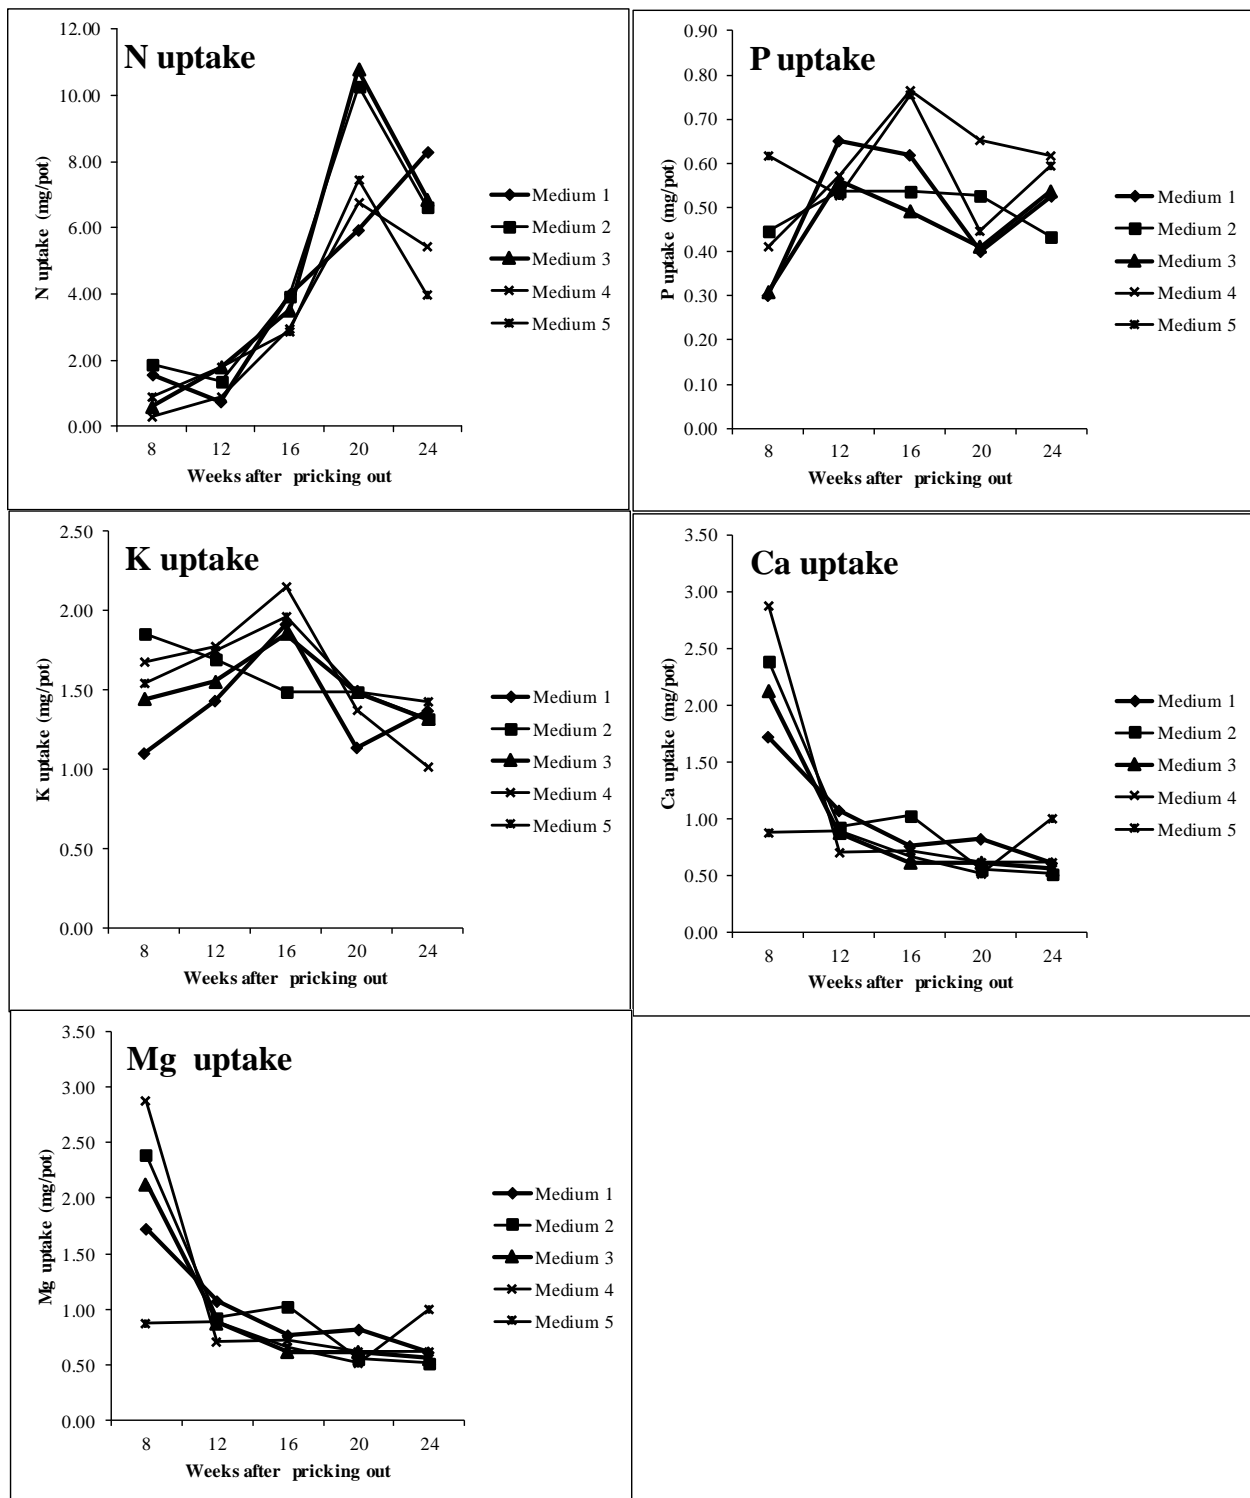 N uptake
12.00
10.00
8.00
6.00
4.00
2.00
0.00
N uptake (mg/pot)
8 12 16 20 24
Weeks after pricking out
Medium 1
Medium 2
Medium 3
Medium 4
Medium 5
P uptake
0.90
0.80
0.70
0.60
0.50
0.40
0.30
0.20
0.10
0.00
P uptake (mg/pot)
8 12 16 20 24
Weeks after pricking out
Medium 1
Medium 2
Medium 3
Medium 4
Medium 5
K uptake
2.50
2.00
1.50
1.00
0.50
0.00
K uptake (mg/pot)
8 12 16 20 24
Weeks after pricking out
Medium 1
Medium 2
Medium 3
Medium 4
Medium 5
Ca uptake
3.50
3.00
2.50
2.00
1.50
1.00
0.50
0.00
Ca uptake (mg/pot)
8 12 16 20 24
Weeks after pricking out
Medium 1
Medium 2
Medium 3
Medium 4
Medium 5
Mg uptake
3.50
3.00
2.50
2.00
1.50
1.00
0.50
0.00
Mg uptake (mg/pot)
8 12 16 20 24
Weeks after pricking out
Medium 1
Medium 2
Medium 3
Medium 4
Medium 5